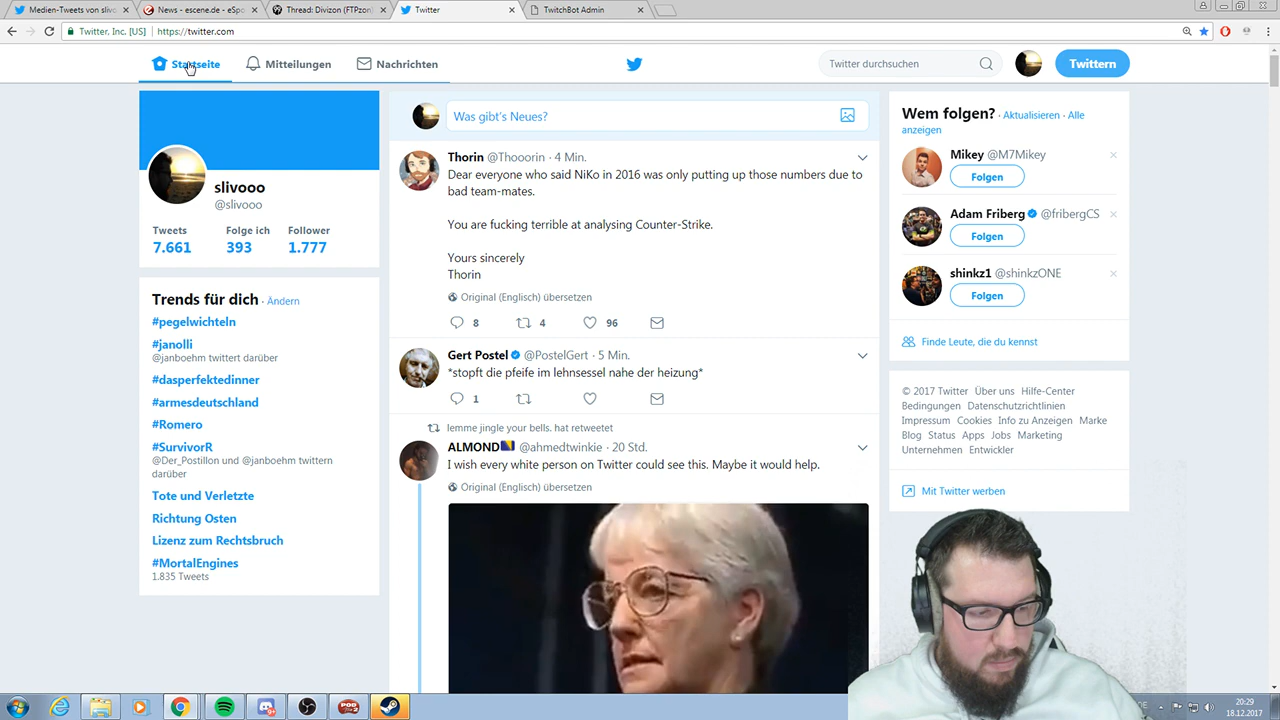 Medien-Tweets von slivo
News - escene.de - eSpo
Thread: Divizon (FTPzon
Twitter
TwitchBot Admin
Twitter, Inc. [US]
https://twitter.com
Startseite
Mitteilungen
Nachrichten
Twitter durchsuchen
Twittern
slivooo
@slivooo
Tweets
Folge ich
Follower
7.661
393
1.777
Trends für dich · Ändern
#pegelwichteln
#janolli
@janboehm twittert darüber
#dasperfektedinner
#armesdeutschland
#Romero
#SurvivorR
@Der_Postillon und @janboehm twittern
darüber
Tote und Verletzte
Richtung Osten
Lizenz zum Rechtsbruch
#MortalEngines
1.835 Tweets
Was gibt's Neues?
Thorin @Thooorin · 4 Min.
Dear everyone who said NiKo in 2016 was only putting up those numbers due to
bad team-mates.
You are fucking terrible at analysing Counter-Strike.
Yours sincerely
Thorin
Original (Englisch) übersetzen
8
4
96
Gert Postel @PostelGert · 5 Min.
*stopft die pfeife im lehnsessel nahe der heizung*
1
lemme jingle your bells. hat retweetet
ALMOND @ahmedtwinkie · 20 Std.
I wish every white person on Twitter could see this. Maybe it would help.
Original (Englisch) übersetzen
Wem folgen? · Aktualisieren · Alle
anzeigen
Mikey @M7Mikey
Folgen
Adam Friberg @fribergCS
Folgen
shinkz1 @shinkzONE
Folgen
Finde Leute, die du kennst
© 2017 Twitter Über uns Hilfe-Center
Bedingungen Datenschutzrichtlinien
Impressum Cookies Info zu Anzeigen Marke
Blog Status Apps Jobs Marketing
Unternehmen Entwickler
Mit Twitter werben
DE
20:29
18.12.2017